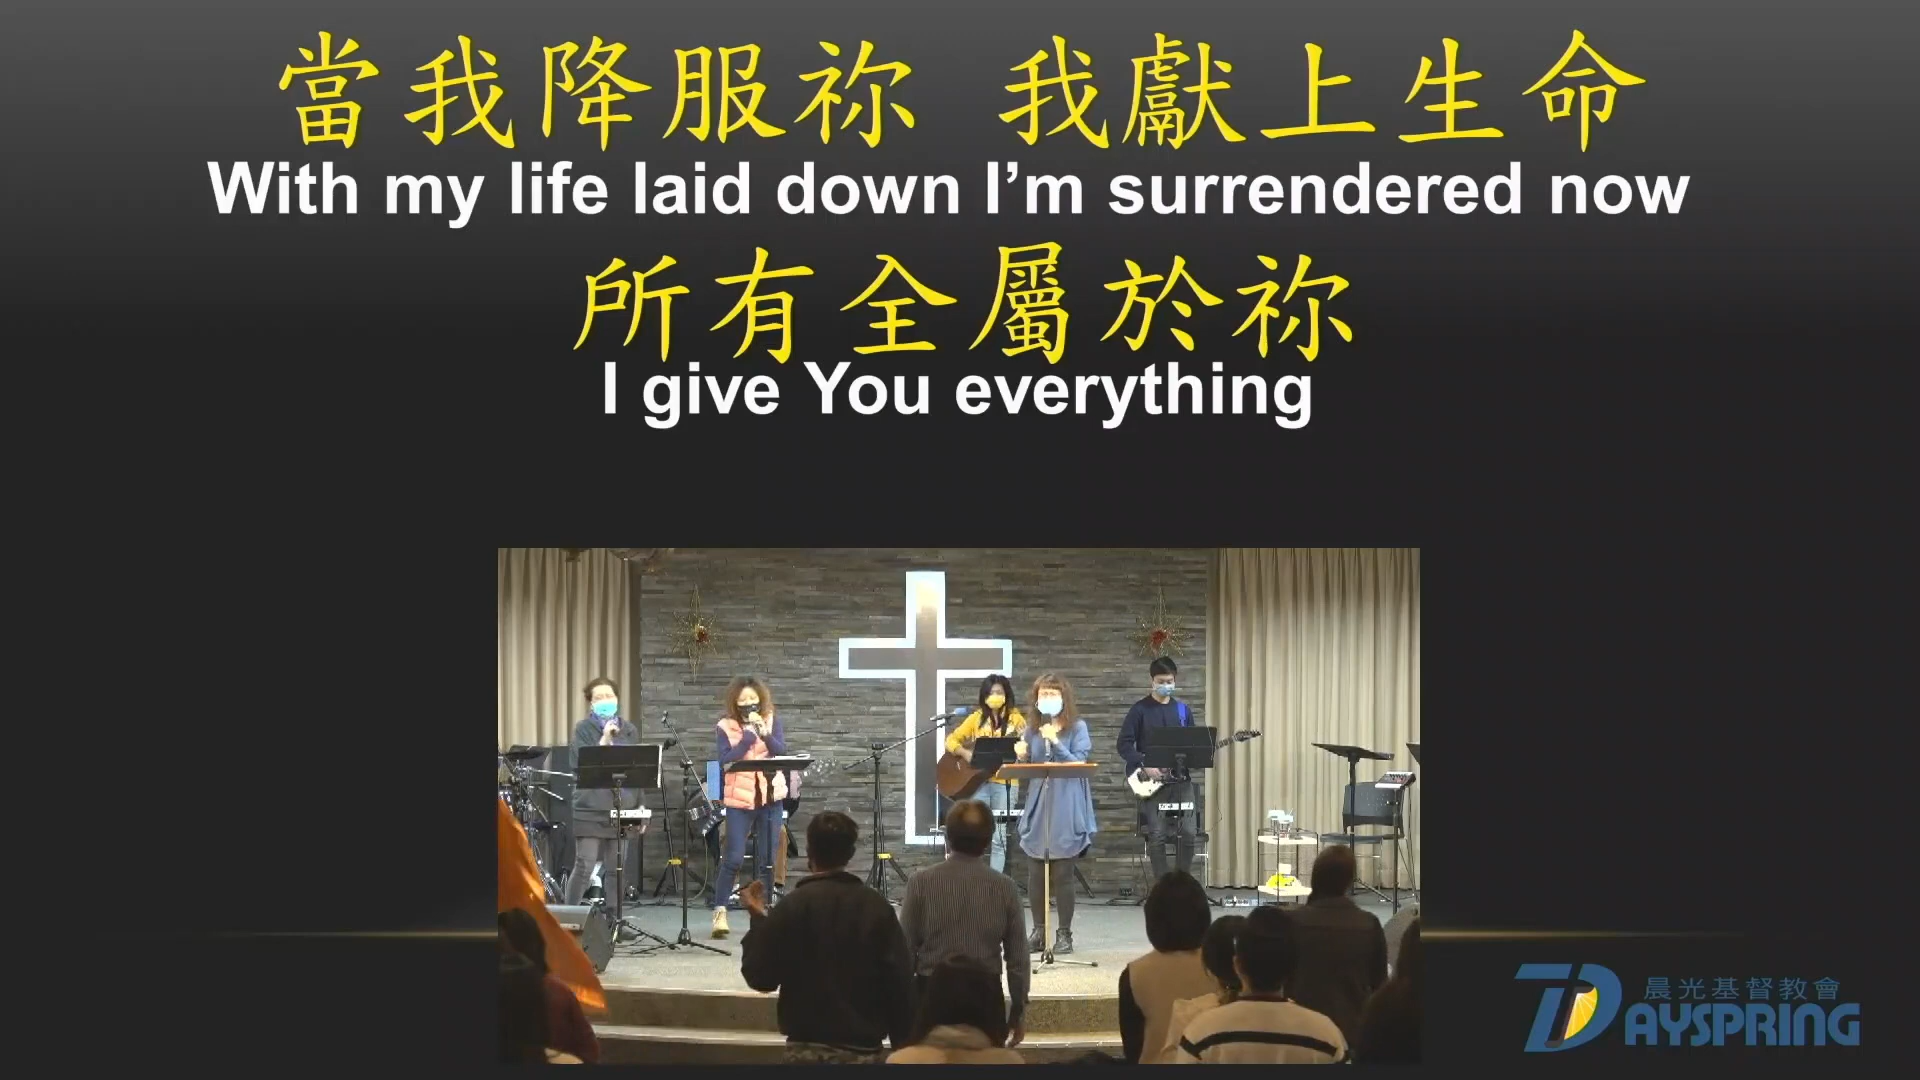 當我降服祢 我獻上生命
With my life laid down I’m surrendered now
所有全屬於祢
I give You everything
晨光基督教會
DAYSPRING